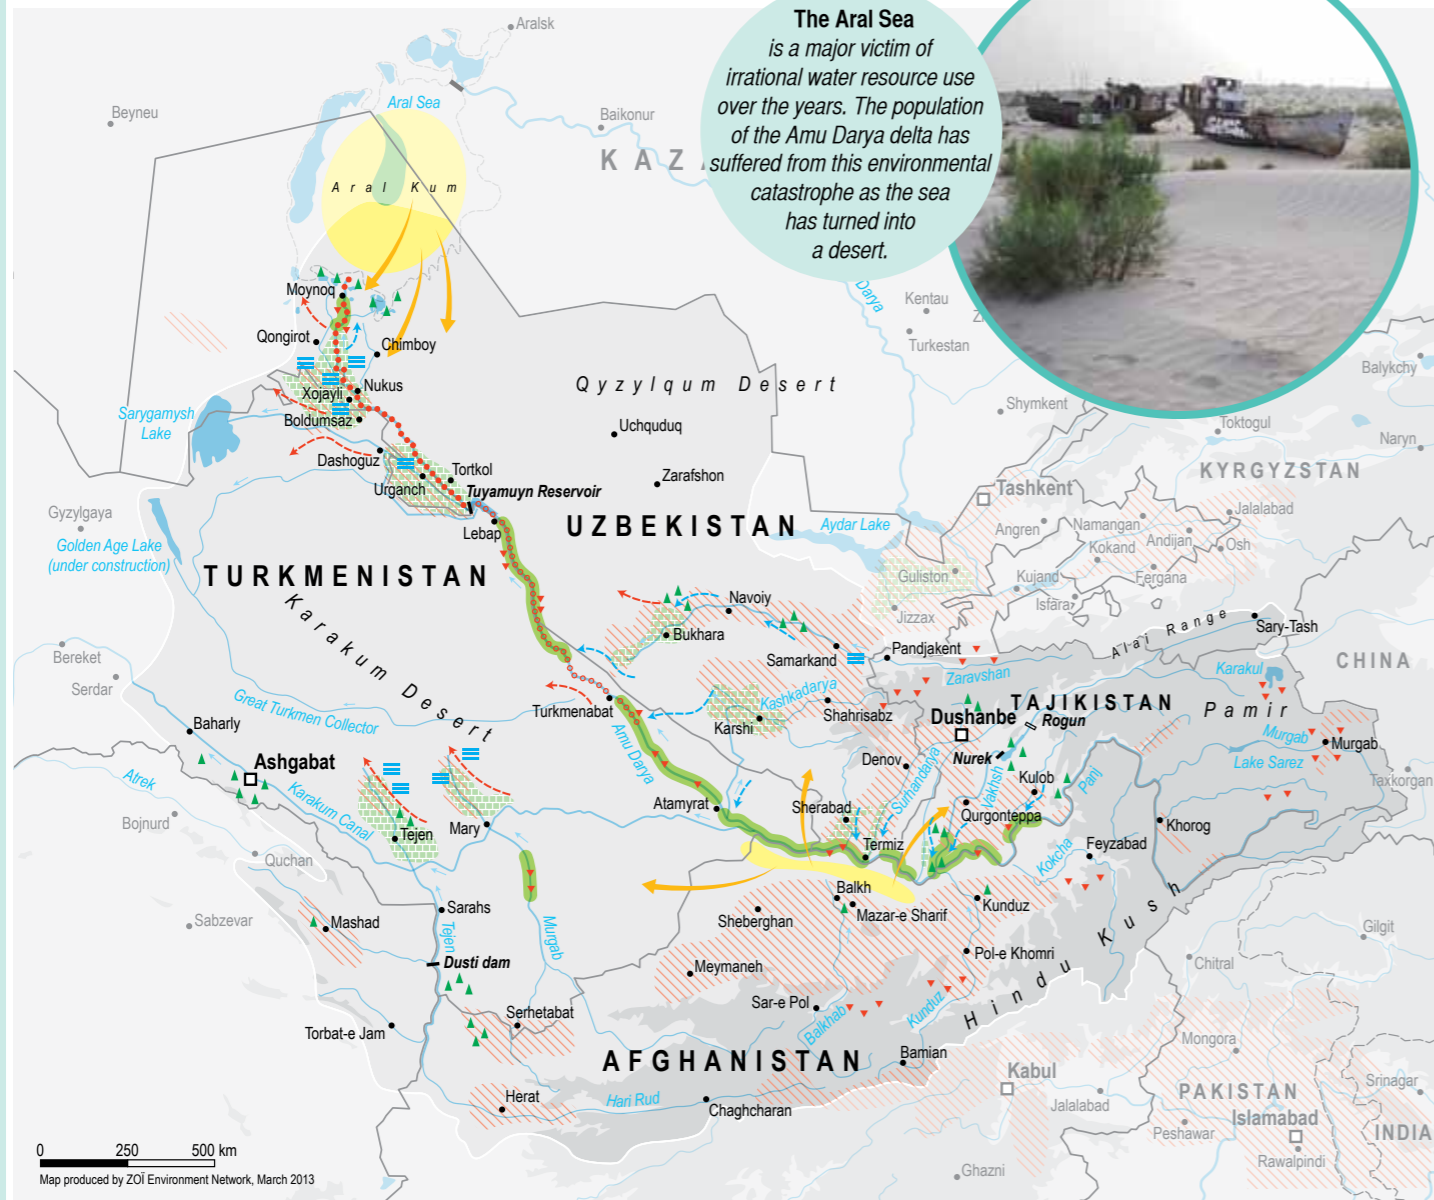 The Aral Sea
is a major victim of
irrational water resource use
over the years. The population
of the Amu Darya delta has
suffered from this environmental
catastrophe as the sea
has turned into
a desert.
Aralsk
Beyneu
Aral Sea
Baikonur
KAZA
Aral Kum
Darya
Kentau
Turkestan
Moynoq
Qongirot
Chimboy
Balykchy
Qyzylqum Desert
Nukus
Xojayli
Boldumsaz
Sarygamysh
Lake
Shymkent
Toktogul
Uchquduq
Naryn
Dashoguz
Tortkol
Urganch
Tuyamuyn Reservoir
Zarafshon
KYRGYZSTAN
Tashkent
Gyzylgaya
Golden Age Lake
(under construction)
Lebap
UZBEKISTAN
Aydar Lake
Angren
Namangan
Jalalabad
Kokand
Andijan
Osh
TURKMENISTAN
Guliston
Kujand
Fergana
Isfara
Jizzax
Karakum Desert
Navoiy
Bukhara
Samarkand
Pandjakent
Alai Range
Sary-Tash
Bereket
Serdar
CHINA
Zaravshan
Karakul
Great Turkmen Collector
Turkmenabat
Kashkadarya
Shahrisabz
TAJIKISTAN
Pamir
Baharly
Karshi
Dushanbe
Rogun
Amu Darya
Murgab
Murgab
Ashgabat
Denov
Nurek
Lake Sarez
Atrek
Surhandarya
Vakhsh
Kulob
Panj
Taxkorgan
Karakum Canal
Atamyrat
Sherabad
Qurgonteppa
Bojnurd
Tejen
Mary
Termiz
Khorog
Quchan
Kokcha
Feyzabad
Balkh
Sabzevar
Mashad
Sarahs
Sheberghan
Mazar-e Sharif
Kunduz
Tejen
Murgab
Gilgit
Dusti dam
Meymaneh
Pol-e Khomri
Hindu Kush
Chitral
Serhetabat
Sar-e Pol
Balkhab
Kunduz
Torbat-e Jam
AFGHANISTAN
Bamian
Mongora
Kabul
Herat
Hari Rud
Chaghcharan
Jalalabad
PAKISTAN
Srinagar
Islamabad
Peshawar
INDIA
0 250 500 km
Rawalpindi
Ghazni
Map produced by ZOÏ Environment Network, March 2013